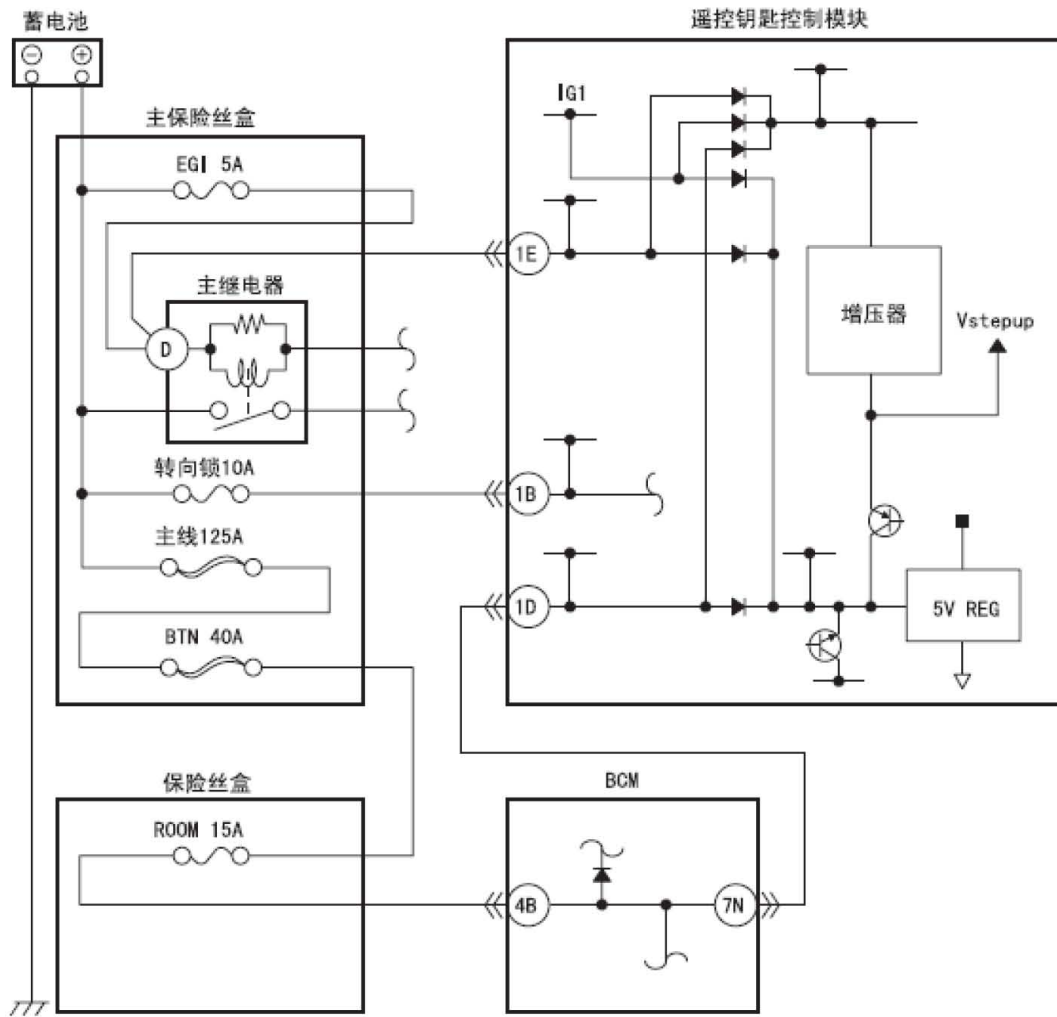 蓄电池
主保险丝盒
EGI 5A
主继电器
D
转向锁10A
主线125A
BTN 40A
保险丝盒
ROOM 15A
遥控钥匙控制模块
IG1
1E
增压器
Vstepup
1B
1D
5V REG
BCM
4B
7N